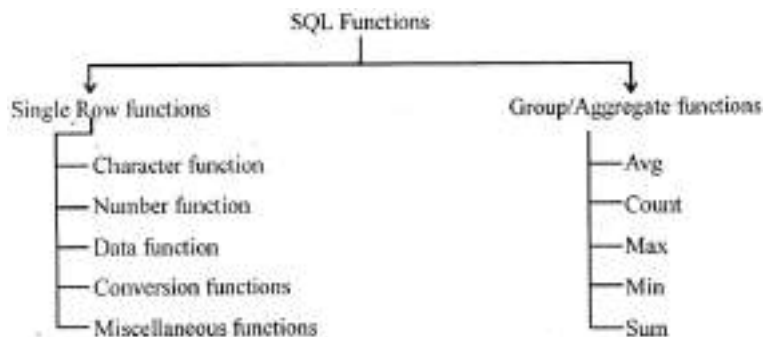 SQL Functions
Single Row functions
Character function
Number function
Data function
Conversion functions
Miscellaneous functions
Group/Aggregate functions
Avg
Count
Max
Min
Sum